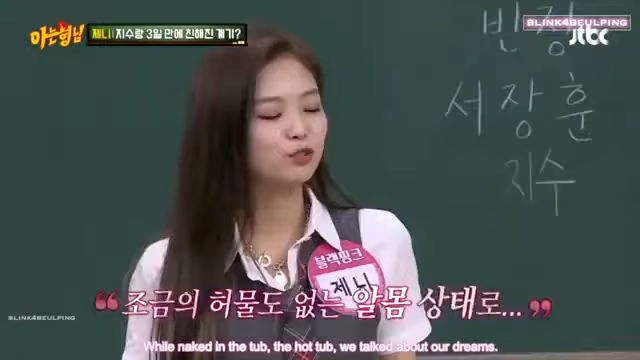 아는형님
제니 | 지수랑 3일 만에 친해진 계기?
BLINK4BEULPING
jtbc
빈정
서장훈
지수
블랙핑크
제니
BLINK4BEULPING
“조금의 허물도 없는 알몸 상태로...”
While naked in the tub, the hot tub, we talked about our dreams.